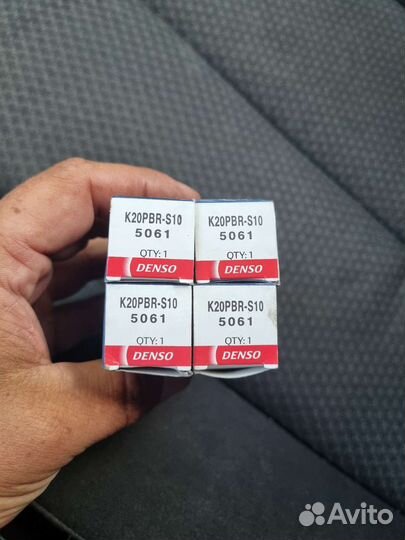 K20PBR-S10
5061
QTY: 1
DENSO
K20PBR-S10
5061
QTY: 1
DENSO
K20PBR-S10
5061
QTY: 1
DENSO
K20PBR-S10
5061
QTY: 1
DENSO
Avito